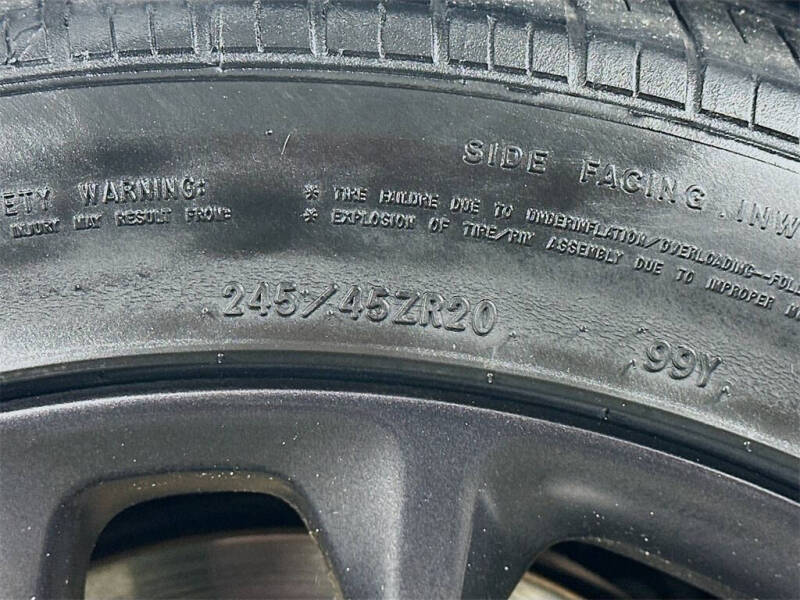 SIDE FACING INW
ETY WARNING:
INJURY MAY RESULT FROM:
* TIRE FAILURE DUE TO UNDERINFLATION/OVERLOADING--FOL
* EXPLOSION OF TIRE/RIM ASSEMBLY DUE TO IMPROPER M
245/45ZR20
99Y